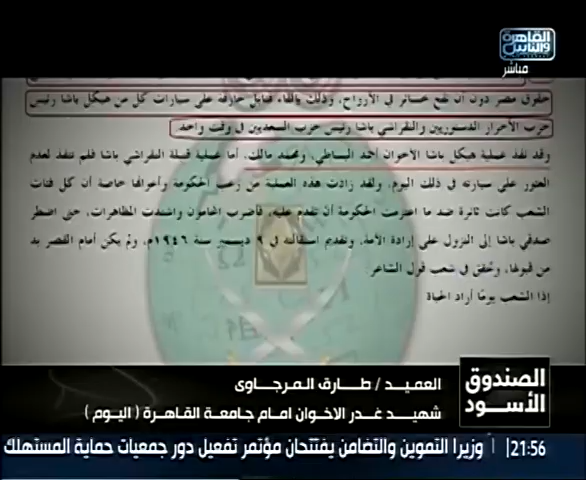 القاهرة
والناس
مباشر
حقوق مصر دون أن تقع خسائر في الأرواح، وذلك بإلقاء قنابل حارقة على سيارات كل من هيكل باشا رئيس
حزب الأحرار الدستوريين والنقراشي باشا رئيس حزب السعديين في وقت واحد.
وقد نفذ عملية هيكل باشا الأخوان أحمد البساطي، ومحمد مالك. أما عملية قنبلة النقراشي باشا فلم تنفذ لعدم
العثور على سيارته في ذلك اليوم. ولقد زادت هذه العملية من رعب الحكومة وأعوانها خاصة أن كل فئات
الشعب كانت ثائرة ضد ما اعتزمت الحكومة أن تقدم عليه، فأضرب المحامون واشتدت المظاهرات، حتى اضطر
صدقي باشا إلى النزول على إرادة الأمة. وتقديم استقالته في ٩ ديسمبر سنة ١٩٤٦م، ولم يكن أمام القصر بد
من قبولها، وتحقق في شعب قول الشاعر:
إذا الشعب يومًا أراد الحياة
الصندوق
الأسود
العميد / طارق المرجاوى
شهيد غدر الاخوان امام جامعة القاهرة ( اليوم )
21:56
وزيرا التموين والتضامن يفتتحان مؤتمر تفعيل دور جمعيات حماية المستهلك